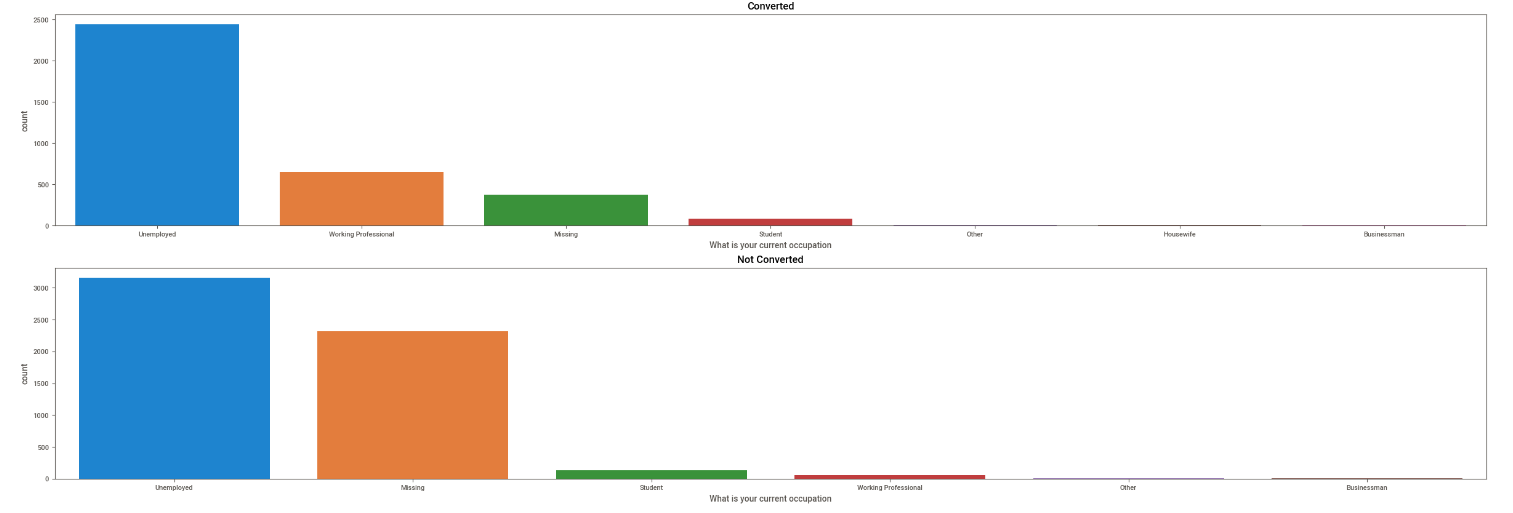 Converted
2500
2000
1500
1000
500
0
count
Unemployed Working Professional Missing Student Other Housewife Businessman
What is your current occupation
Not Converted
3000
2500
2000
1500
1000
500
0
count
Unemployed Missing Student Working Professional Other Businessman
What is your current occupation